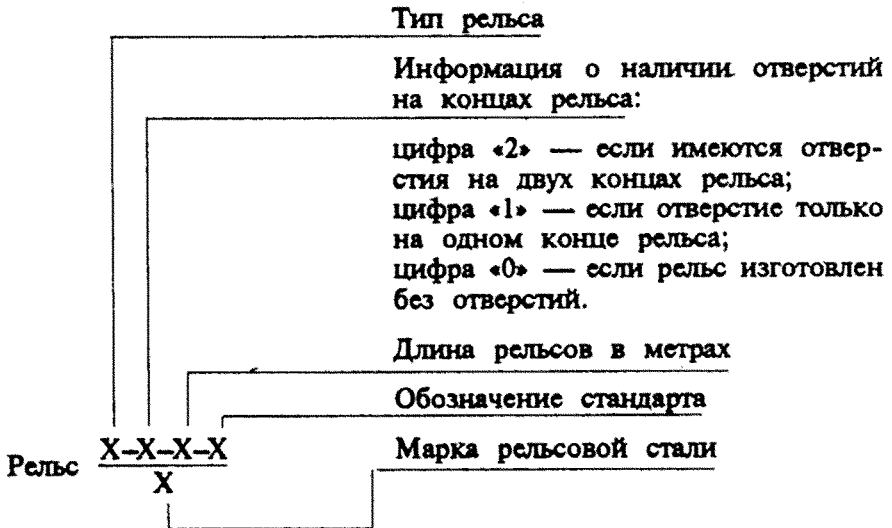 Тип рельса
Информация о наличии отверстий
на концах рельса:
цифра «2» — если имеются отвер-
стия на двух концах рельса;
цифра «1» — если отверстие только
на одном конце рельса;
цифра «0» — если рельс изготовлен
без отверстий.
Длина рельсов в метрах
Обозначение стандарта
Рельс X–X–X–X
X
Марка рельсовой стали